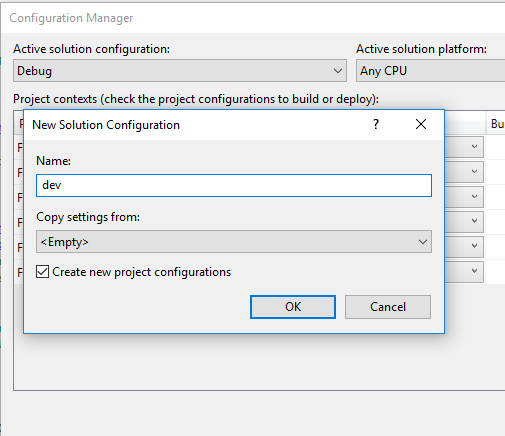 Configuration Manager
Active solution configuration:
Active solution platform:
Debug
Any CPU
Project contexts (check the project configurations to build or deploy):
New Solution Configuration
?
Name:
dev
Copy settings from:
<Empty>
Create new project configurations
OK
Cancel